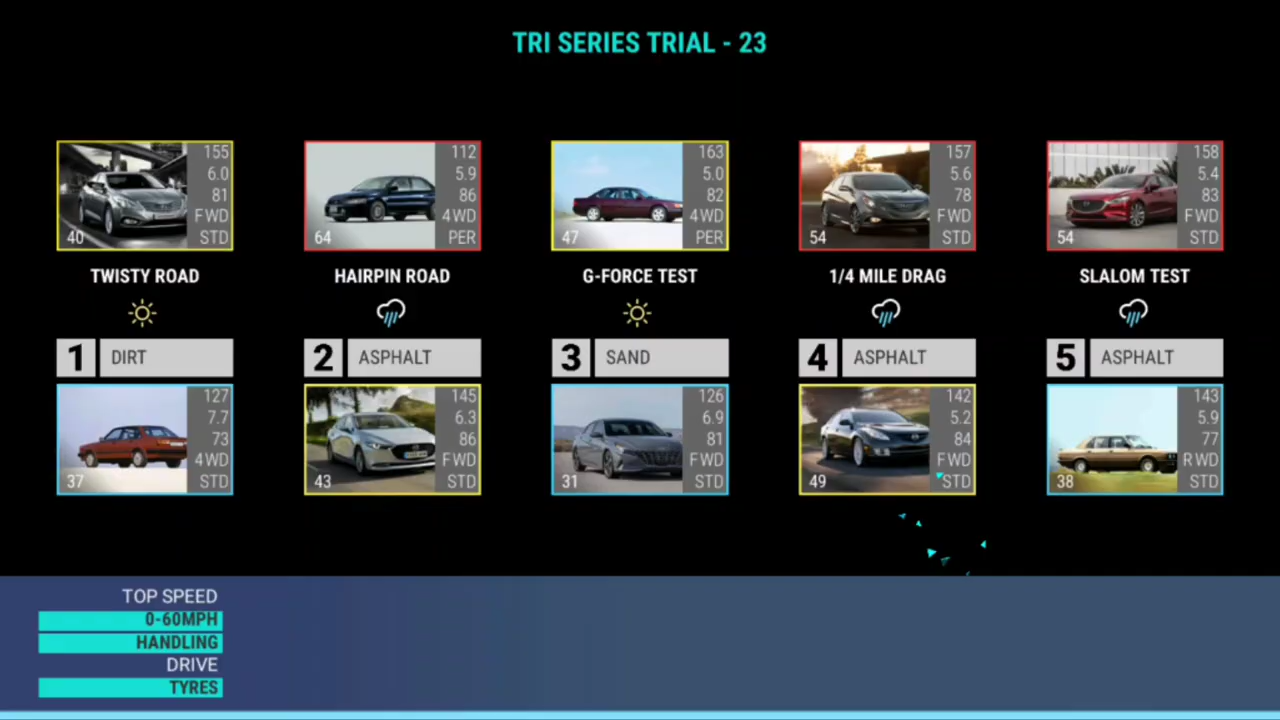 TRI SERIES TRIAL - 23
155
6.0
81
FWD
STD
40
112
5.9
86
4WD
PER
64
163
5.0
82
4WD
PER
47
157
5.6
78
FWD
STD
54
158
5.4
83
FWD
STD
54
TWISTY ROAD
HAIRPIN ROAD
G-FORCE TEST
1/4 MILE DRAG
SLALOM TEST
1 DIRT
2 ASPHALT
3 SAND
4 ASPHALT
5 ASPHALT
127
7.7
73
4WD
STD
37
145
6.3
86
FWD
STD
43
126
6.9
81
FWD
STD
31
142
5.2
84
FWD
STD
49
143
5.9
77
RWD
STD
38
TOP SPEED
0-60MPH
HANDLING
DRIVE
TYRES